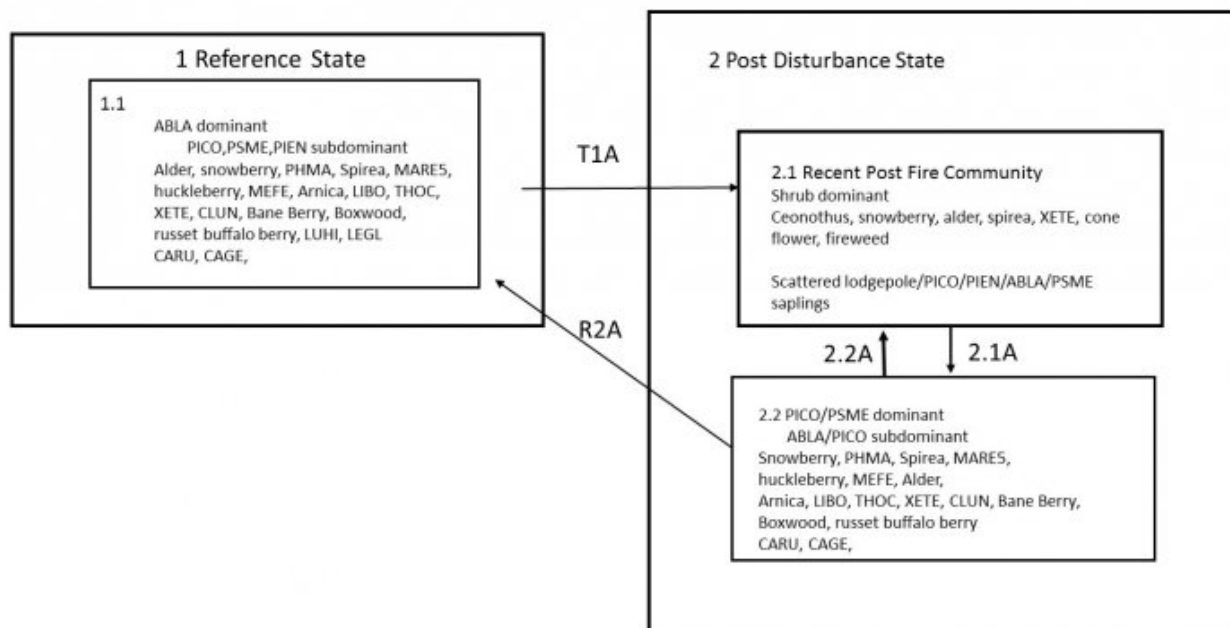 1 Reference State
1.1
ABLA dominant
PICO,PSME,PIEN subdominant
Alder, snowberry, PHMA, Spirea, MARE5,
huckleberry, MEFE, Arnica, LIBO, THOC,
XETE, CLUN, Bane Berry, Boxwood,
russet buffalo berry, LUHI, LEGL
CARU, CAGE,
T1A
R2A
2 Post Disturbance State
2.1 Recent Post Fire Community
Shrub dominant
Ceonothus, snowberry, alder, spirea, XETE, cone
flower, fireweed
Scattered lodgepole/PICO/PIEN/ABLA/PSME
saplings
2.2A
2.1A
2.2 PICO/PSME dominant
ABLA/PICO subdominant
Snowberry, PHMA, Spirea, MARE5,
huckleberry, MEFE, Alder,
Arnica, LIBO, THOC, XETE, CLUN, Bane Berry,
Boxwood, russet buffalo berry
CARU, CAGE,